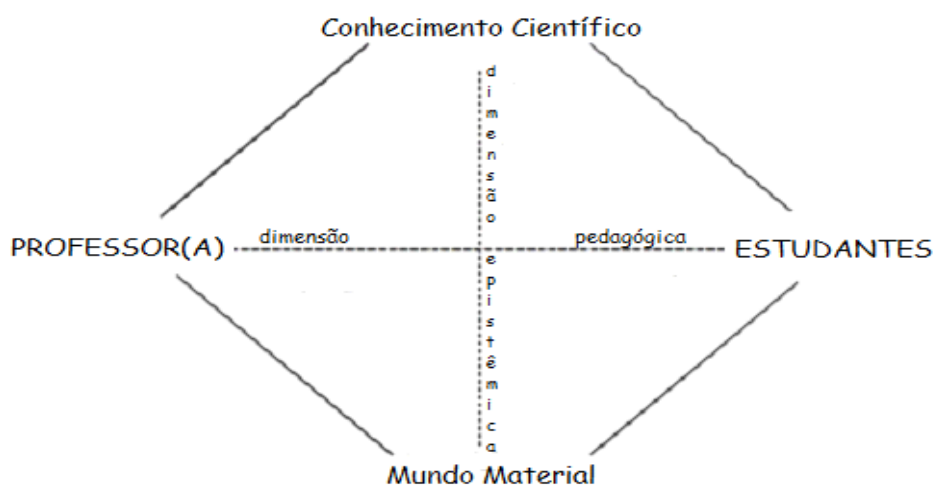 Conhecimento Científico
dimensão epistêmica
PROFESSOR(A)
dimensão
pedagógica
ESTUDANTES
Mundo Material